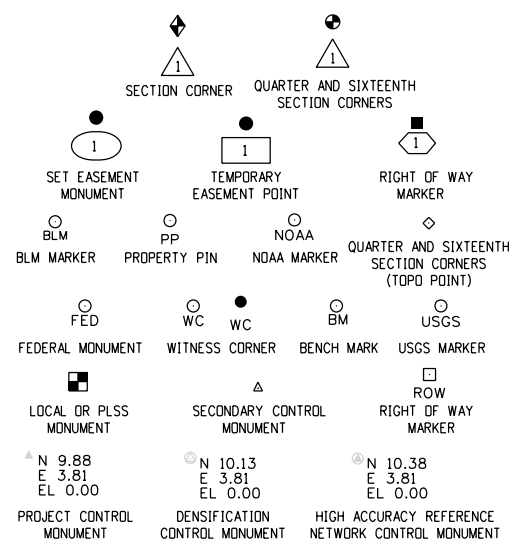 1
1
SECTION CORNER
QUARTER AND SIXTEENTH
SECTION CORNERS
1
1
1
SET EASEMENT
MONUMENT
TEMPORARY
EASEMENT POINT
RIGHT OF WAY
MARKER
BLM
PP
NOAA
BLM MARKER
PROPERTY PIN
NOAA MARKER
QUARTER AND SIXTEENTH
SECTION CORNERS
(TOPO POINT)
FED
WC
WC
BM
USGS
FEDERAL MONUMENT
WITNESS CORNER
BENCH MARK
USGS MARKER
ROW
LOCAL OR PLSS
MONUMENT
SECONDARY CONTROL
MONUMENT
RIGHT OF WAY
MARKER
N 9.88
E 3.81
EL 0.00
N 10.13
E 3.81
EL 0.00
N 10.38
E 3.81
EL 0.00
PROJECT CONTROL
MONUMENT
DENSIFICATION
CONTROL MONUMENT
HIGH ACCURACY REFERENCE
NETWORK CONTROL MONUMENT